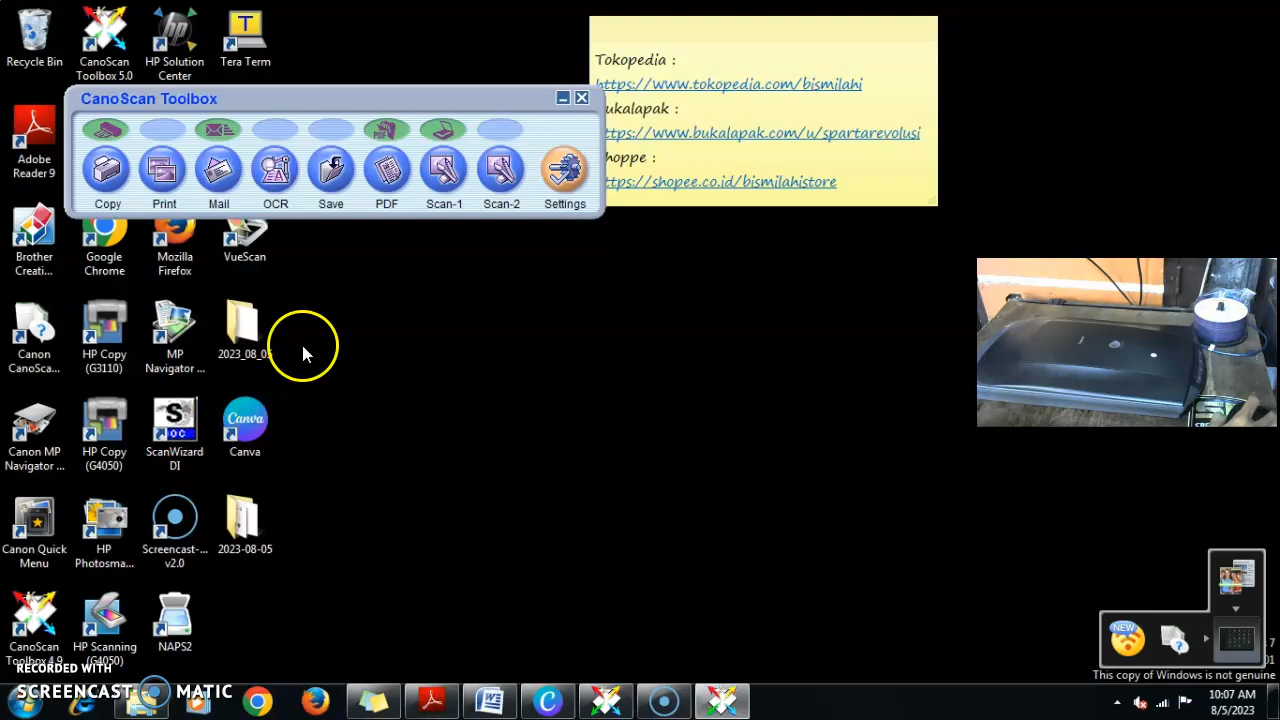 Recycle Bin
CanoScan
Toolbox 5.0
HP Solution
Center
Tera Term
Tokopedia :
https://www.tokopedia.com/bismilahi
ukalapak :
ttps://www.bukalapak.com/u/spartarevolusi
hoppe :
ttps://shopee.co.id/bismilahistore
CanoScan Toolbox
Copy
Print
Mail
OCR
Save
PDF
Scan-1
Scan-2
Settings
Adobe
Reader 9
Brother
Creati...
Google
Chrome
Mozilla
Firefox
VueScan
Canon
CanoSca...
HP Copy
(G3110)
MP
Navigator ...
2023_08_05
Canon MP
Navigator ...
HP Copy
(G4050)
ScanWizard
DI
Canva
Canva
Canon Quick
Menu
HP
Photosma...
Screencast-...
v2.0
2023-08-05
CanoScan
Toolbox 4.9
HP Scanning
(G4050)
NAPS2
NEW
RECORDED WITH
SCREENCAST MATIC
This copy of Windows is not genuine
10:07 AM
8/5/2023